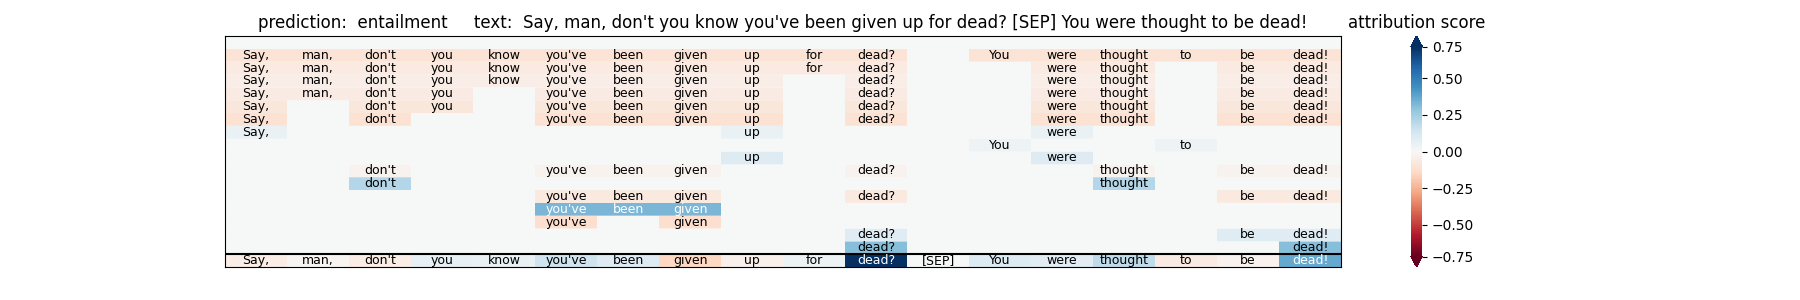 prediction:  entailment     text:  Say, man, don't you know you've been given up for dead? [SEP] You were thought to be dead!     attribution score
Say, man, don't you know you've been given up for dead? You were thought to be dead! 0.75
Say, man, don't you know you've been given up for dead? were thought be dead!
Say, man, don't you know you've been given up dead? were thought be dead!
Say, man, don't you you've been given up dead? were thought be dead! 0.50
Say, don't you you've been given up dead? were thought be dead!
Say, don't you've been given up dead? were thought be dead! 0.25
Say, up were
You to
up were 0.00
don't you've been given dead? thought be dead!
don't thought
you've been given dead? be dead! −0.25
you've been given
you've given −0.50
dead? be dead!
dead? dead!
Say, man, don't you know you've been given up for dead? [SEP] You were thought to be dead! −0.75